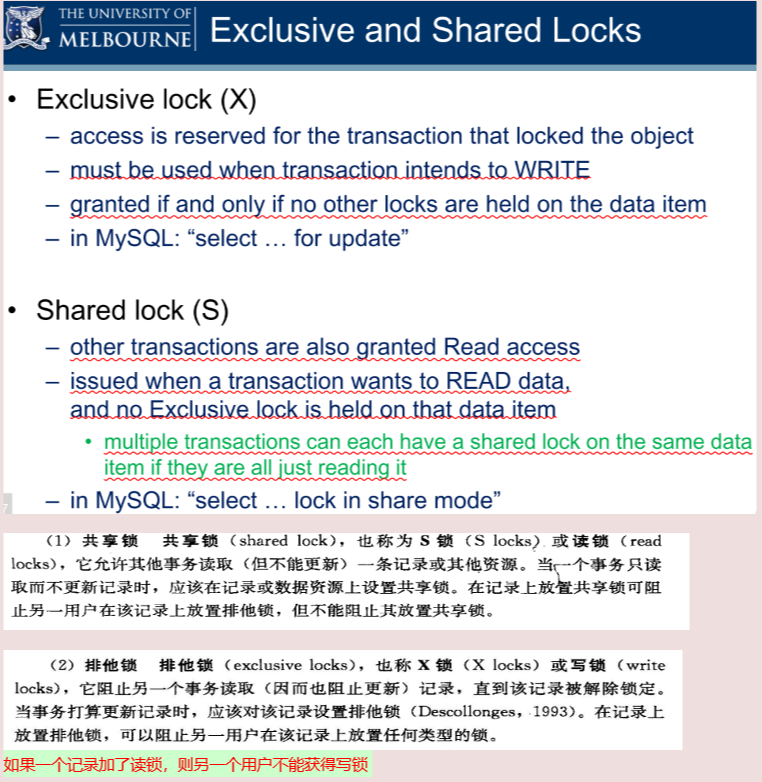 THE UNIVERSITY OF
MELBOURNE
Exclusive and Shared Locks
• Exclusive lock (X)
– access is reserved for the transaction that locked the object
– must be used when transaction intends to WRITE
– granted if and only if no other locks are held on the data item
– in MySQL: “select … for update”
• Shared lock (S)
– other transactions are also granted Read access
– issued when a transaction wants to READ data,
and no Exclusive lock is held on that data item
• multiple transactions can each have a shared lock on the same data
item if they are all just reading it
– in MySQL: “select … lock in share mode”
7
（1）共享锁 共享锁（shared lock），也称为 S 锁（S locks）或读锁（read
locks），它允许其他事务读取（但不能更新）一条记录或其他资源。当一个事务只读
取而不更新记录时，应该在记录或数据资源上设置共享锁。在记录上放置共享锁可阻
止另一用户在该记录上放置排他锁，但不能阻止其放置共享锁。
（2）排他锁 排他锁（exclusive locks），也称 X 锁（X locks）或写锁（write
locks），它阻止另一个事务读取（因而也阻止更新）记录，直到该记录被解除锁定。
当事务打算更新记录时，应该对该记录设置排他锁（Descollonges，1993）。在记录上
放置排他锁，可以阻止另一用户在该记录上放置任何类型的锁。
如果一个记录加了读锁，则另一个用户不能获得写锁